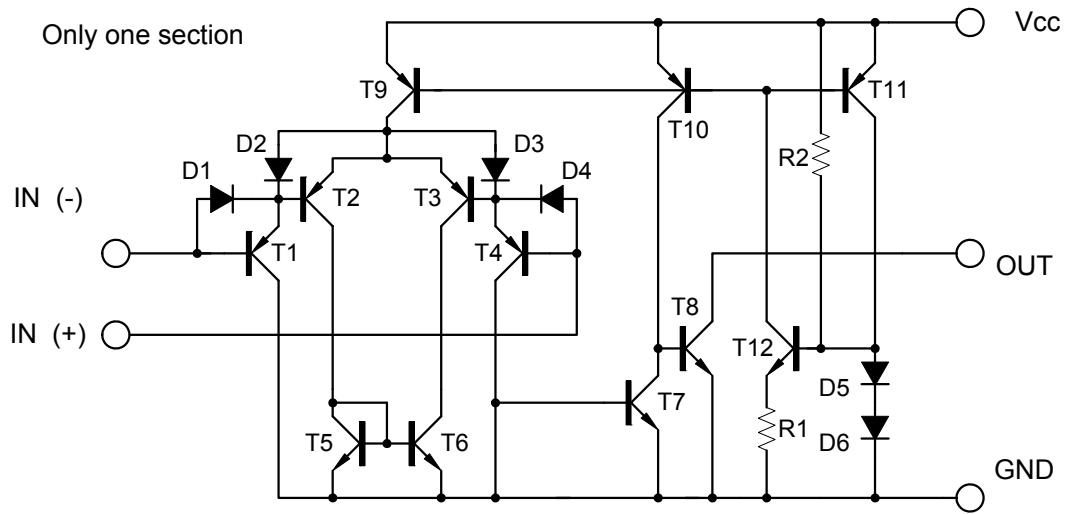 Only one section
Vcc
T9
T10
T11
D2
D3
D1
D4
R2
IN (-)
T2
T3
T1
T4
OUT
T8
IN (+)
T12
D5
T7
T5
T6
R1
D6
GND